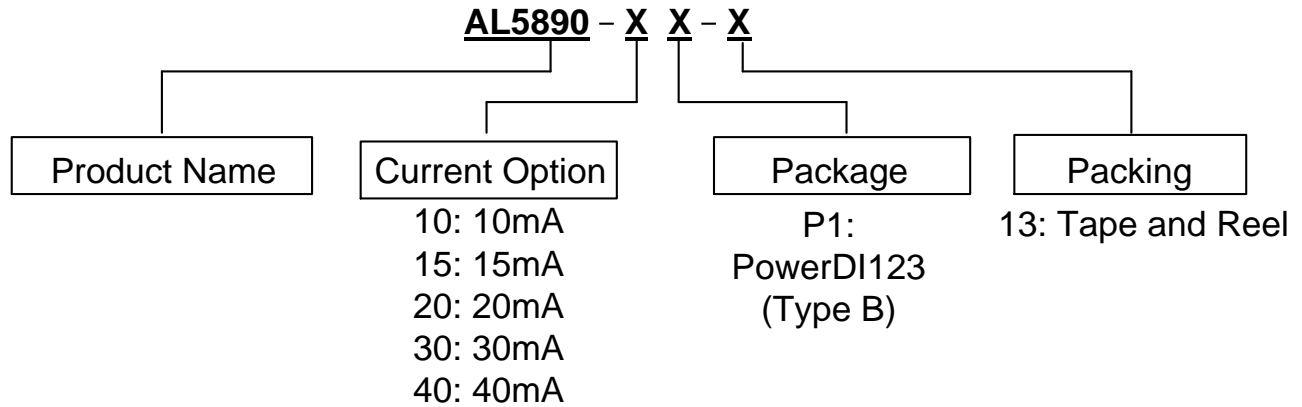 AL5890 – X X – X
Product Name
Current Option
10: 10mA
15: 15mA
20: 20mA
30: 30mA
40: 40mA
Package
P1:
PowerDI123
(Type B)
Packing
13: Tape and Reel